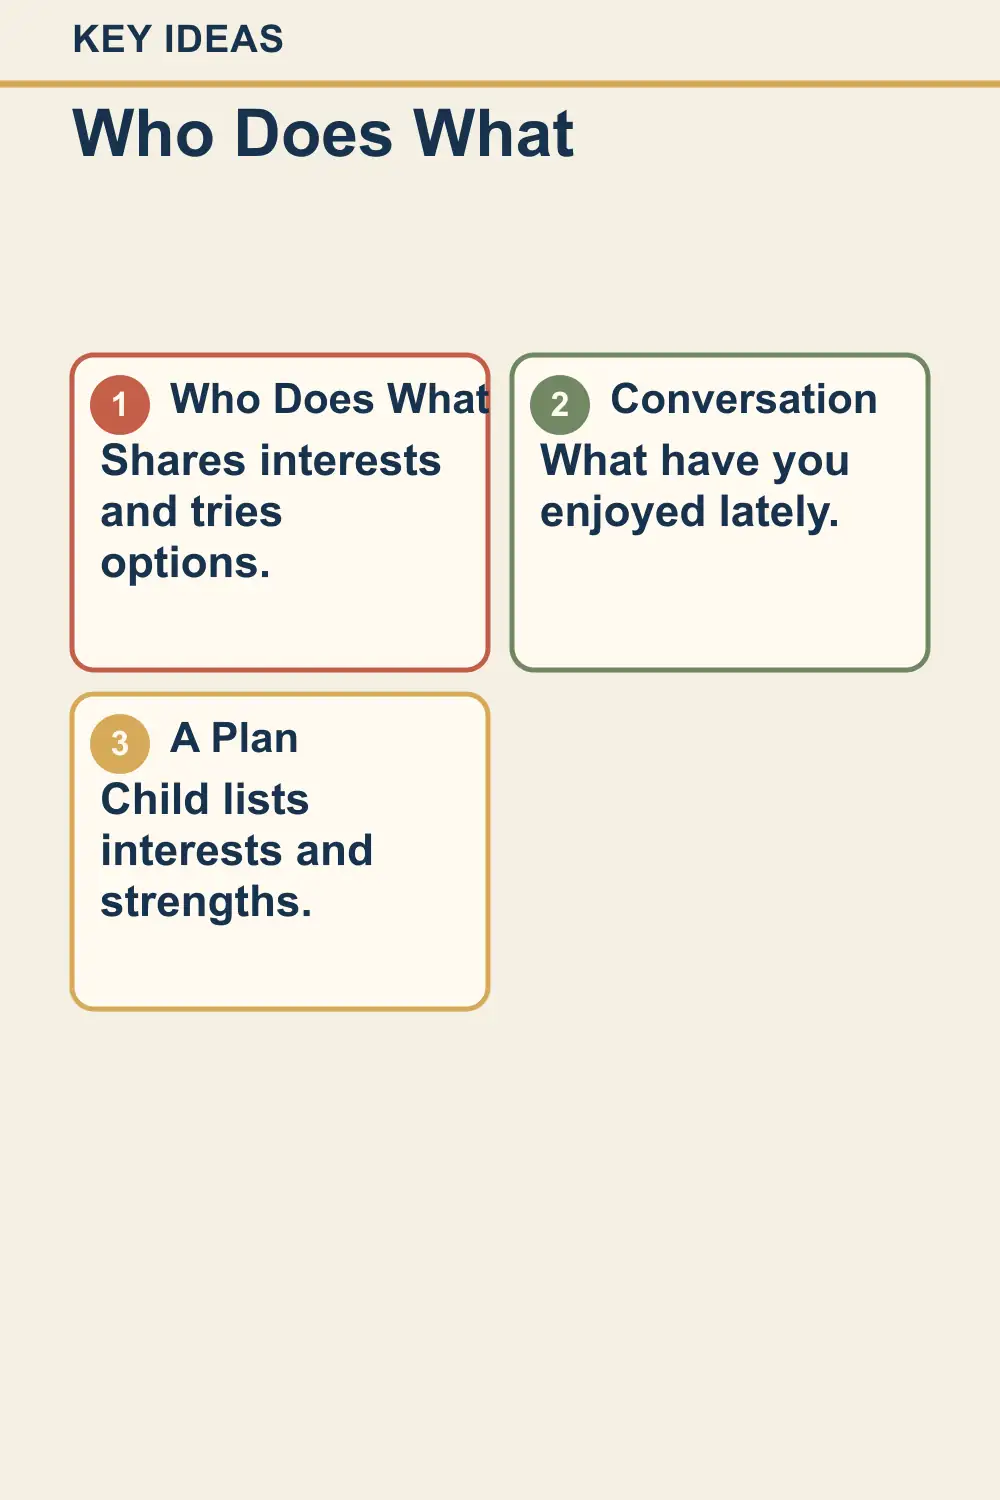 KEY IDEAS
Who Does What
1 Who Does What
Shares interests
and tries
options.
2 Conversation
What have you
enjoyed lately.
3 A Plan
Child lists
interests and
strengths.